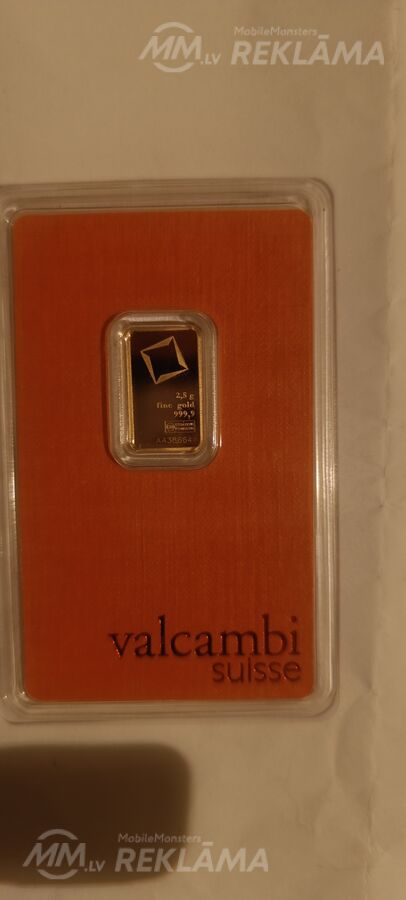 MobileMonsters
MM.LV REKLĀMA
2,5 g
fine gold
999,9
valcambi
suisse
MobileMonsters
MM.LV REKLĀMA